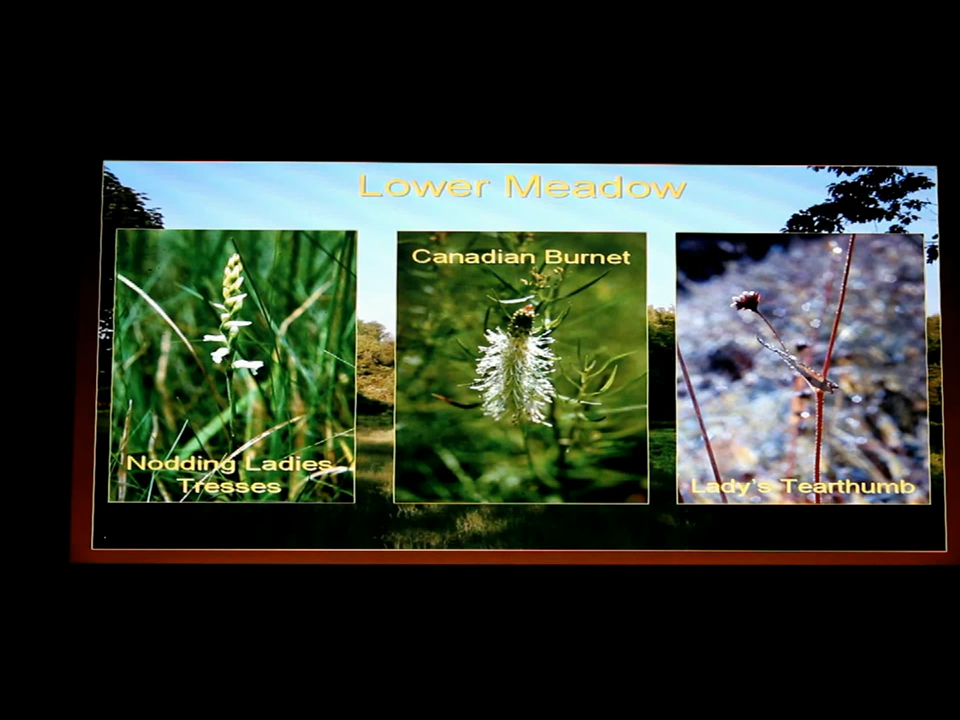 Lower Meadow
Canadian Burnet
Nodding Ladies
Tresses
Lady's Tearthumb